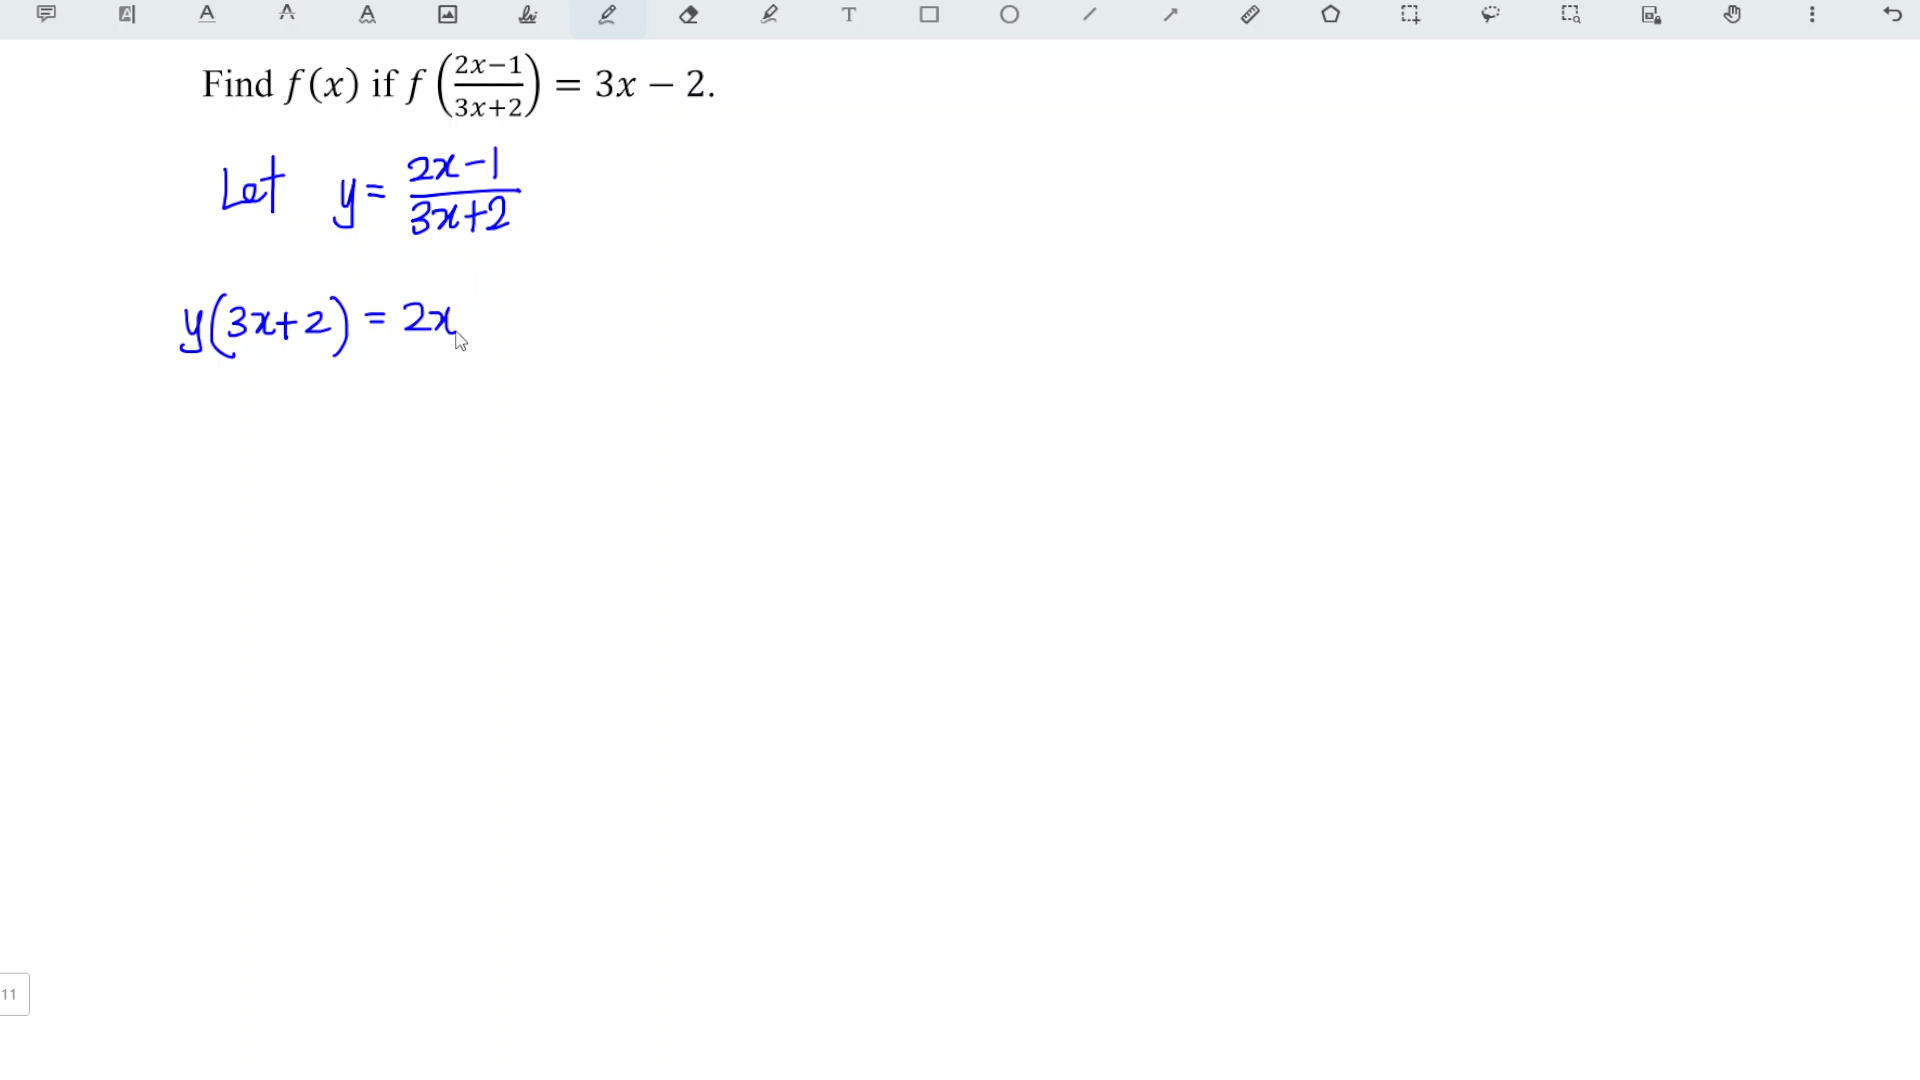 Find f(x) if f((2x−1)/(3x+2)) = 3x − 2.
Let y = (2x−1)/(3x+2)
y(3x+2) = 2x
11